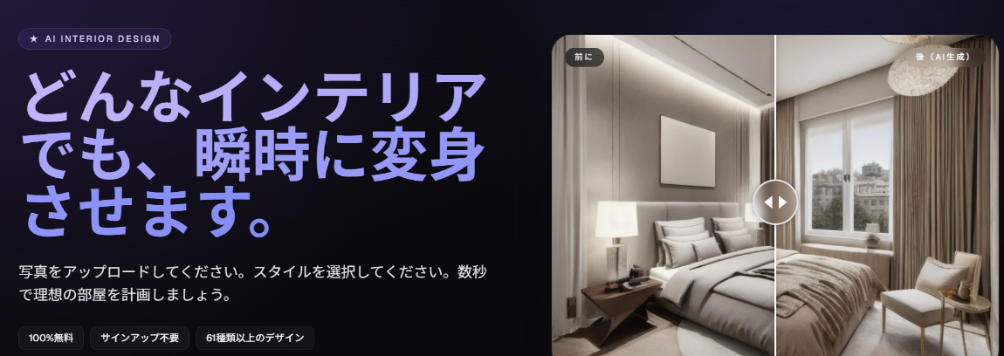 ★ AI INTERIOR DESIGN
どんなインテリア
でも、瞬時に変身
させます。
写真をアップロードしてください。スタイルを選択してください。数秒
で理想の部屋を計画しましょう。
100%無料
サインアップ不要
61種類以上のデザイン
前に
後（AI生成）